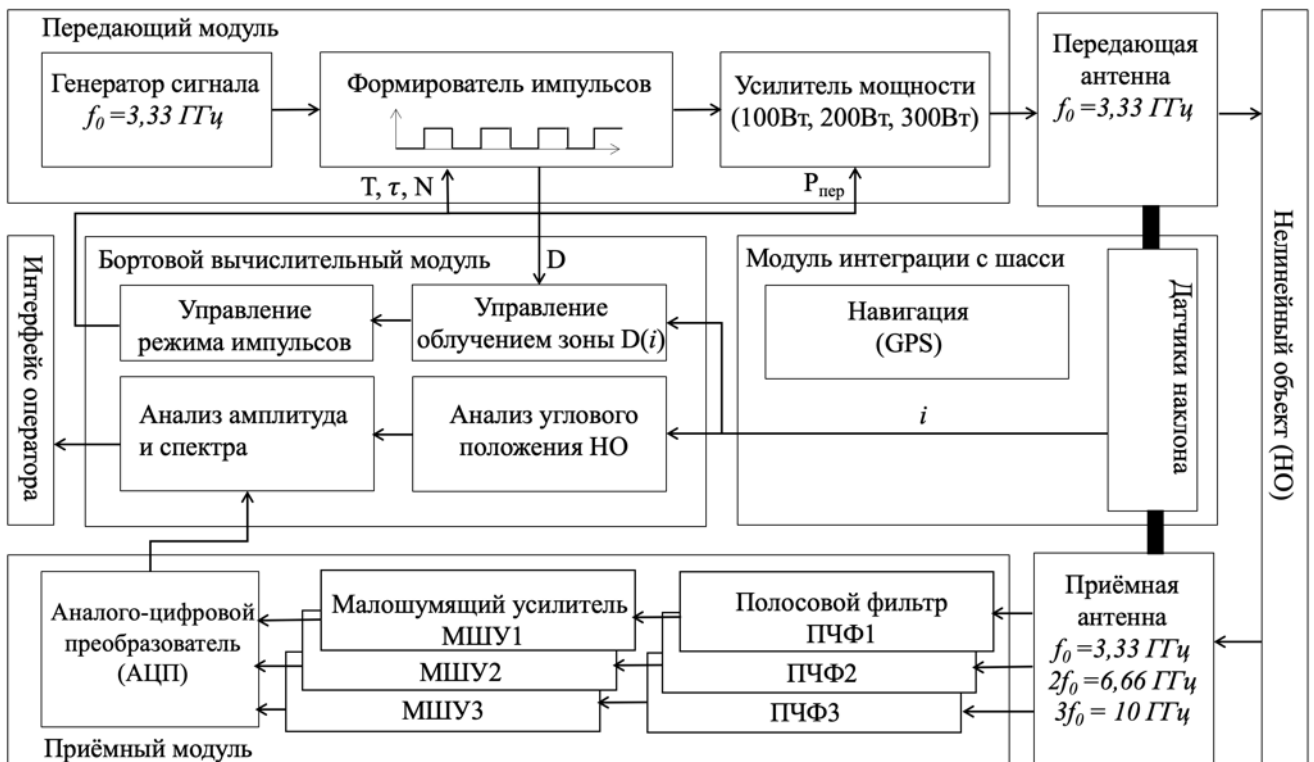 Передающий модуль
Генератор сигнала
f₀ =3,33 ГГц
Формирователь импульсов
Усилитель мощности
(100Вт, 200Вт, 300Вт)
Передающая
антенна
f₀ =3,33 ГГц
T, τ, N
Pпер
D
Нелинейный объект (НО)
Интерфейс оператора
Бортовой вычислительный модуль
Управление
режима импульсов
Управление
облучением зоны D(i)
Анализ амплитуда
и спектра
Анализ углового
положения НО
Модуль интеграции с шасси
Навигация
(GPS)
i
Датчики наклона
Аналого-цифровой
преобразователь
(АЦП)
Малошумящий усилитель
МШУ1
МШУ2
МШУ3
Полосовой фильтр
ПЧФ1
ПЧФ2
ПЧФ3
Приёмная
антенна
f₀ =3,33 ГГц
2f₀ =6,66 ГГц
3f₀ = 10 ГГц
Приёмный модуль